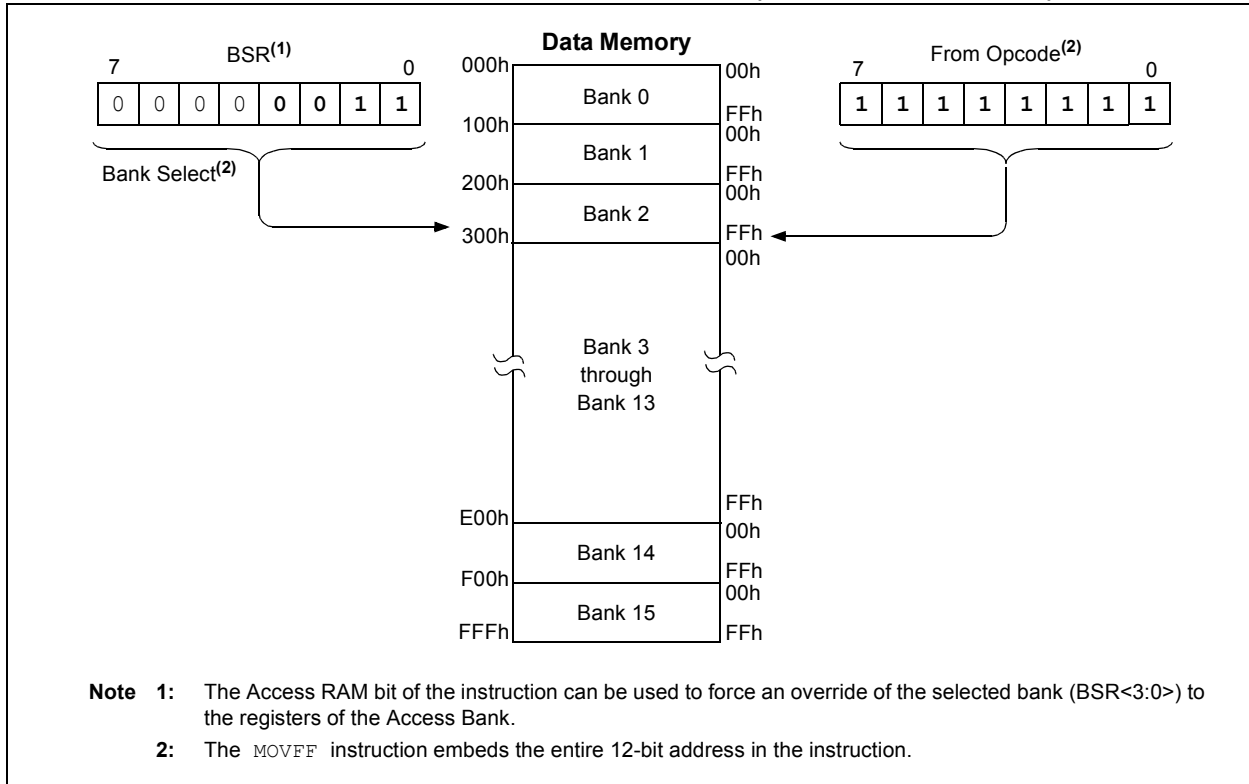 BSR(1)
7 0
0 0 0 0 0 0 1 1
Bank Select(2)
Data Memory
000h 00h
Bank 0
FFh
100h 00h
Bank 1
FFh
200h 00h
Bank 2
300h FFh
00h
Bank 3
through
Bank 13
FFh
E00h 00h
Bank 14
FFh
F00h 00h
Bank 15
FFFh FFh
From Opcode(2)
7 0
1 1 1 1 1 1 1 1
Note 1: The Access RAM bit of the instruction can be used to force an override of the selected bank (BSR<3:0>) to
the registers of the Access Bank.
2: The MOVFF instruction embeds the entire 12-bit address in the instruction.